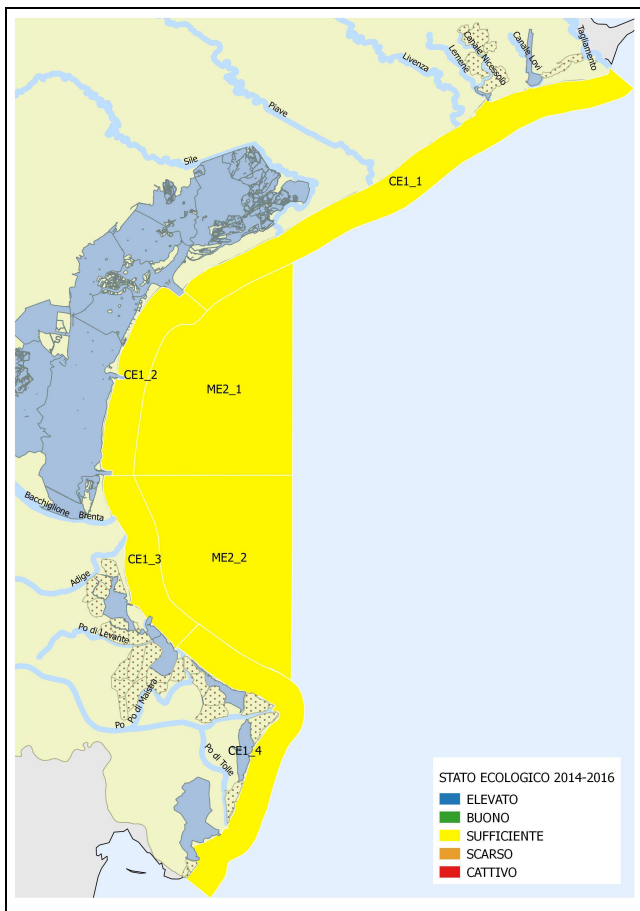 Tagliamento
Canale Lovi
Canale Nicessolo
Lemene
Livenza
Piave
Sile
CE1_1
CE1_2
ME2_1
Bacchiglione
Brenta
CE1_3
ME2_2
Adige
Po di Levante
Po di Maistra
Po
Po di Tolle
CE1_4
STATO ECOLOGICO 2014-2016
ELEVATO
BUONO
SUFFICIENTE
SCARSO
CATTIVO